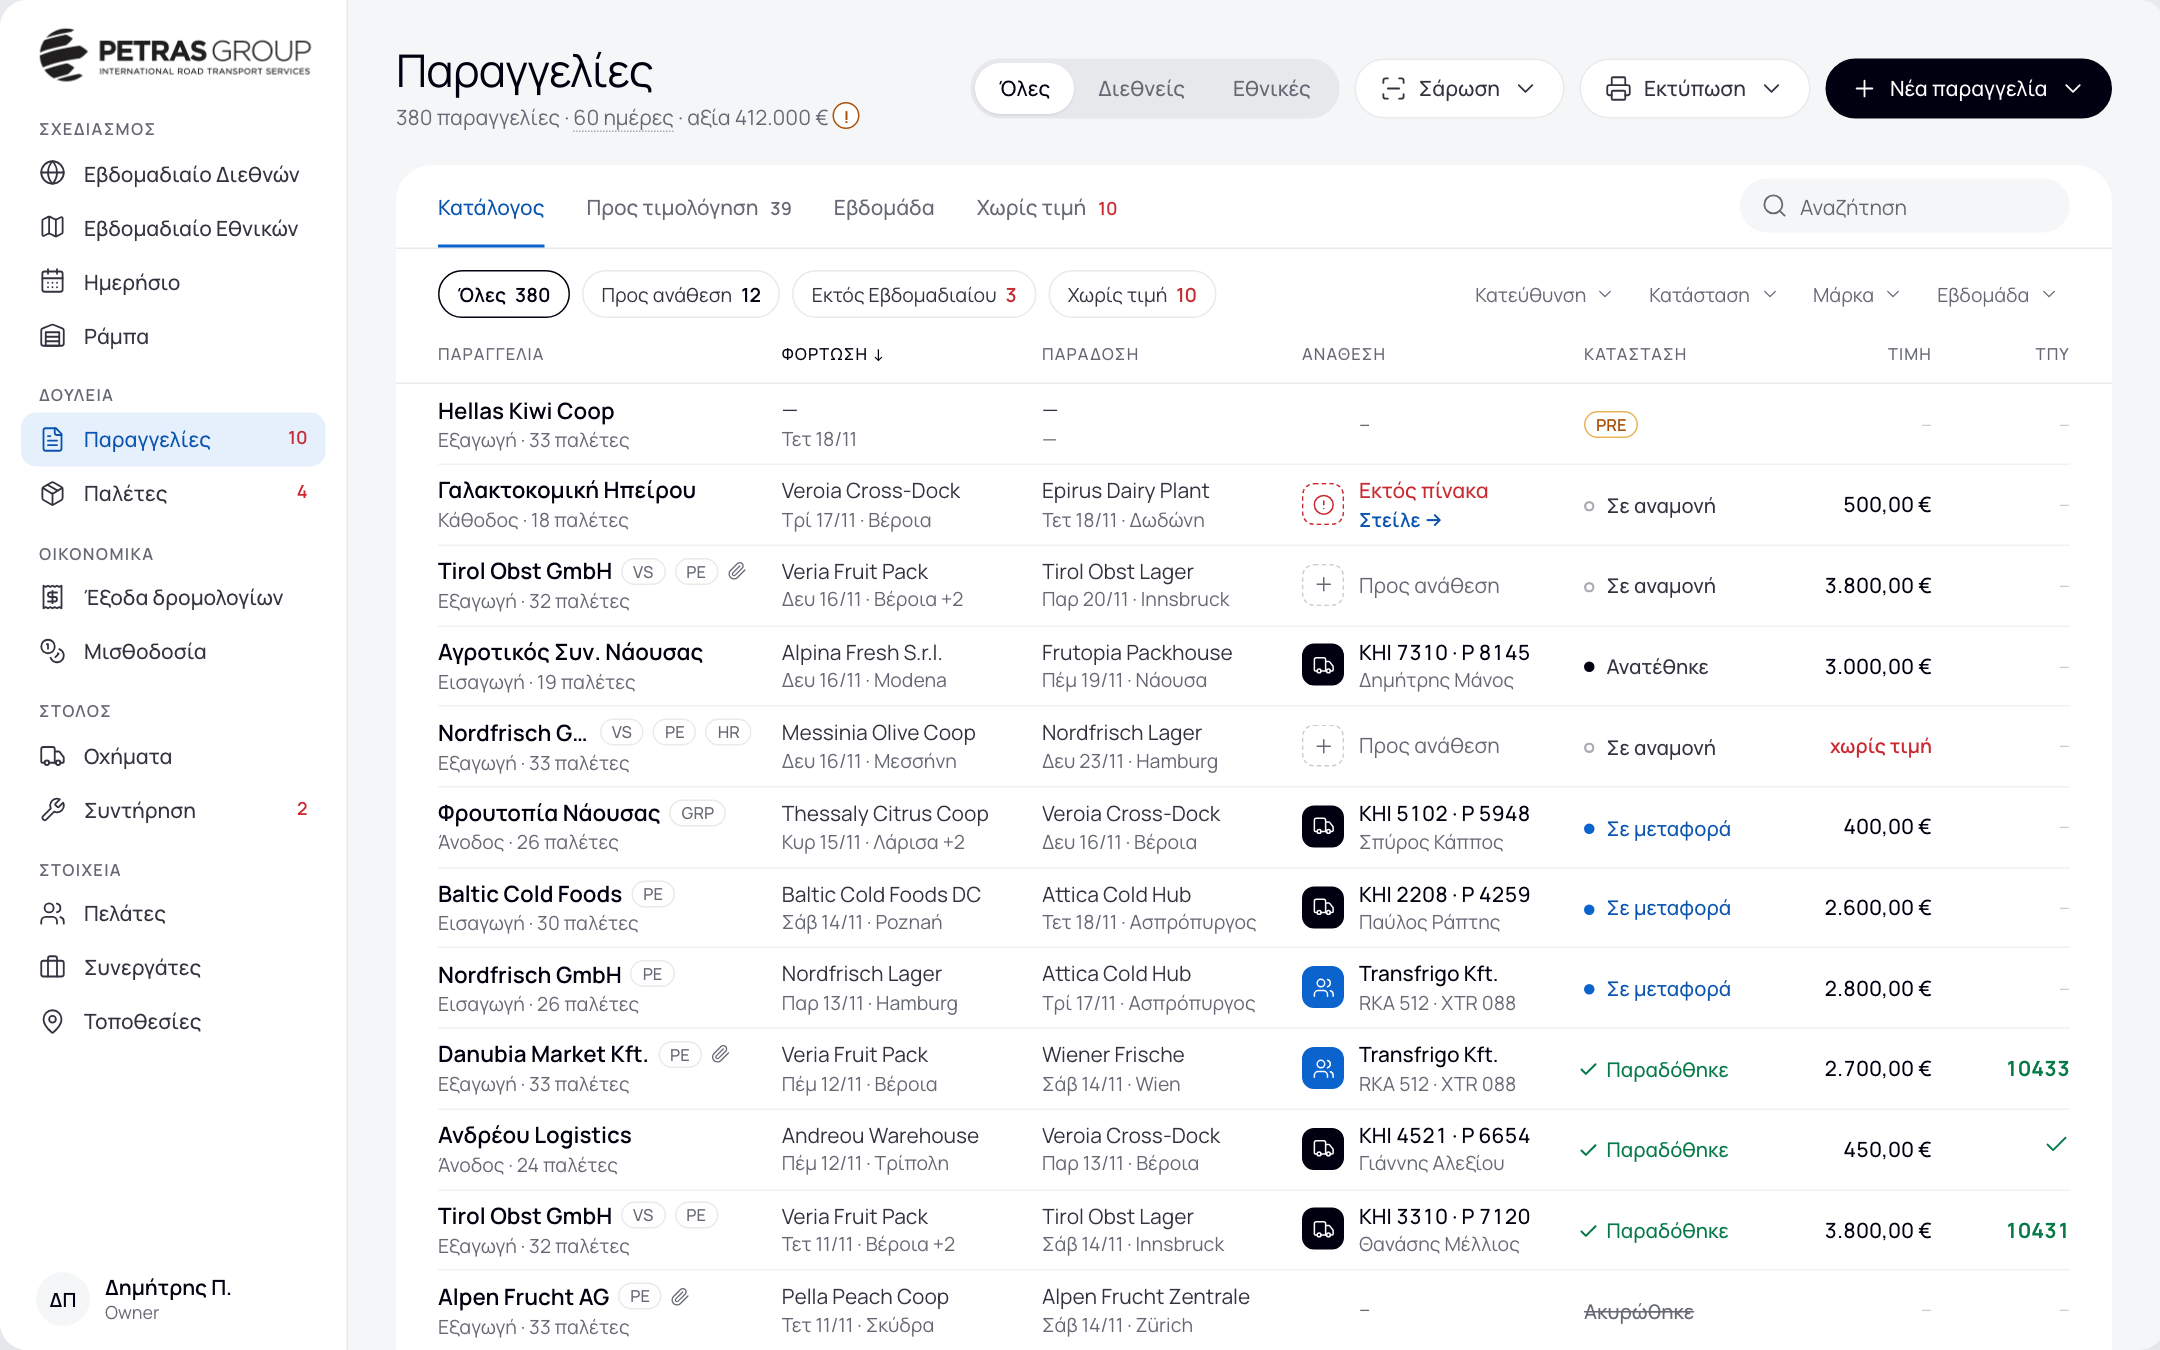 PETRAS GROUP
INTERNATIONAL ROAD TRANSPORT SERVICES
ΣΧΕΔΙΑΣΜΟΣ
Εβδομαδιαίο Διεθνών
Εβδομαδιαίο Εθνικών
Ημερήσιο
Ράμπα
ΔΟΥΛΕΙΑ
Παραγγελίες 10
Παλέτες 4
ΟΙΚΟΝΟΜΙΚΑ
Έξοδα δρομολογίων
Μισθοδοσία
ΣΤΟΛΟΣ
Οχήματα
Συντήρηση 2
ΣΤΟΙΧΕΙΑ
Πελάτες
Συνεργάτες
Τοποθεσίες
ΔΠ
Δημήτρης Π.
Owner
Παραγγελίες
380 παραγγελίες · 60 ημέρες · αξία 412.000 €
Όλες Διεθνείς Εθνικές
Σάρωση
Εκτύπωση
Νέα παραγγελία
Κατάλογος Προς τιμολόγηση 39 Εβδομάδα Χωρίς τιμή 10
Αναζήτηση
Όλες 380 Προς ανάθεση 12 Εκτός Εβδομαδιαίου 3 Χωρίς τιμή 10
Κατεύθυνση Κατάσταση Μάρκα Εβδομάδα
ΠΑΡΑΓΓΕΛΙΑ ΦΟΡΤΩΣΗ ↓ ΠΑΡΑΔΟΣΗ ΑΝΑΘΕΣΗ ΚΑΤΑΣΤΑΣΗ ΤΙΜΗ ΤΠΥ
Hellas Kiwi Coop — — – PRE – –
Εξαγωγή · 33 παλέτες Τετ 18/11 —
Γαλακτοκομική Ηπείρου Veroia Cross-Dock Epirus Dairy Plant Εκτός πίνακα Σε αναμονή 500,00 € –
Κάθοδος · 18 παλέτες Τρί 17/11 · Βέροια Τετ 18/11 · Δωδώνη Στείλε →
Tirol Obst GmbH VS PE Veria Fruit Pack Tirol Obst Lager Προς ανάθεση Σε αναμονή 3.800,00 € –
Εξαγωγή · 32 παλέτες Δευ 16/11 · Βέροια +2 Παρ 20/11 · Innsbruck
Αγροτικός Συν. Νάουσας Alpina Fresh S.r.l. Frutopia Packhouse KHI 7310 · P 8145 Ανατέθηκε 3.000,00 € –
Εισαγωγή · 19 παλέτες Δευ 16/11 · Modena Πέμ 19/11 · Νάουσα Δημήτρης Μάνος
Nordfrisch G... VS PE HR Messinia Olive Coop Nordfrisch Lager Προς ανάθεση Σε αναμονή χωρίς τιμή –
Εξαγωγή · 33 παλέτες Δευ 16/11 · Μεσσήνη Δευ 23/11 · Hamburg
Φρουτοπία Νάουσας GRP Thessaly Citrus Coop Veroia Cross-Dock KHI 5102 · P 5948 Σε μεταφορά 400,00 € –
Άνοδος · 26 παλέτες Κυρ 15/11 · Λάρισα +2 Δευ 16/11 · Βέροια Σπύρος Κάππος
Baltic Cold Foods PE Baltic Cold Foods DC Attica Cold Hub KHI 2208 · P 4259 Σε μεταφορά 2.600,00 € –
Εισαγωγή · 30 παλέτες Σάβ 14/11 · Poznań Τετ 18/11 · Ασπρόπυργος Παύλος Ράπτης
Nordfrisch GmbH PE Nordfrisch Lager Attica Cold Hub Transfrigo Kft. Σε μεταφορά 2.800,00 € –
Εισαγωγή · 26 παλέτες Παρ 13/11 · Hamburg Τρί 17/11 · Ασπρόπυργος RKA 512 · XTR 088
Danubia Market Kft. PE Veria Fruit Pack Wiener Frische Transfrigo Kft. Παραδόθηκε 2.700,00 € 10433
Εξαγωγή · 33 παλέτες Πέμ 12/11 · Βέροια Σάβ 14/11 · Wien RKA 512 · XTR 088
Ανδρέου Logistics Andreou Warehouse Veroia Cross-Dock KHI 4521 · P 6654 Παραδόθηκε 450,00 €
Άνοδος · 24 παλέτες Πέμ 12/11 · Τρίπολη Παρ 13/11 · Βέροια Γιάννης Αλεξίου
Tirol Obst GmbH VS PE Veria Fruit Pack Tirol Obst Lager KHI 3310 · P 7120 Παραδόθηκε 3.800,00 € 10431
Εξαγωγή · 32 παλέτες Τετ 11/11 · Βέροια +2 Σάβ 14/11 · Innsbruck Θανάσης Μέλλιος
Alpen Frucht AG PE Pella Peach Coop Alpen Frucht Zentrale – Ακυρώθηκε – –
Εξαγωγή · 33 παλέτες Τετ 11/11 · Σκύδρα Σάβ 14/11 · Zürich